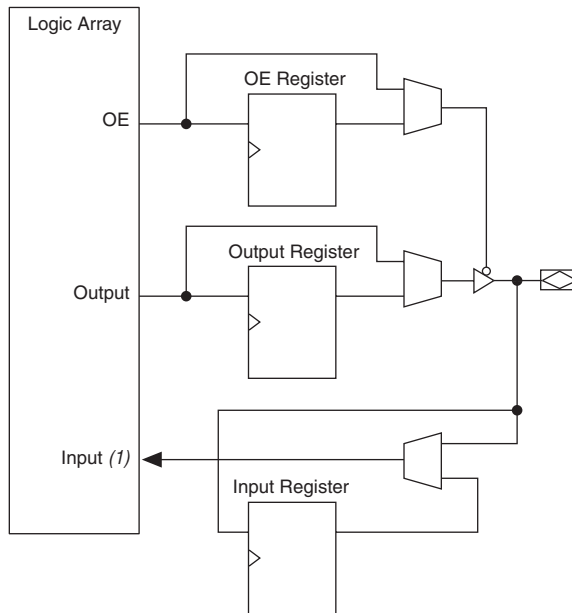 Logic Array
OE Register
OE
Output Register
Output
Input (1)
Input Register